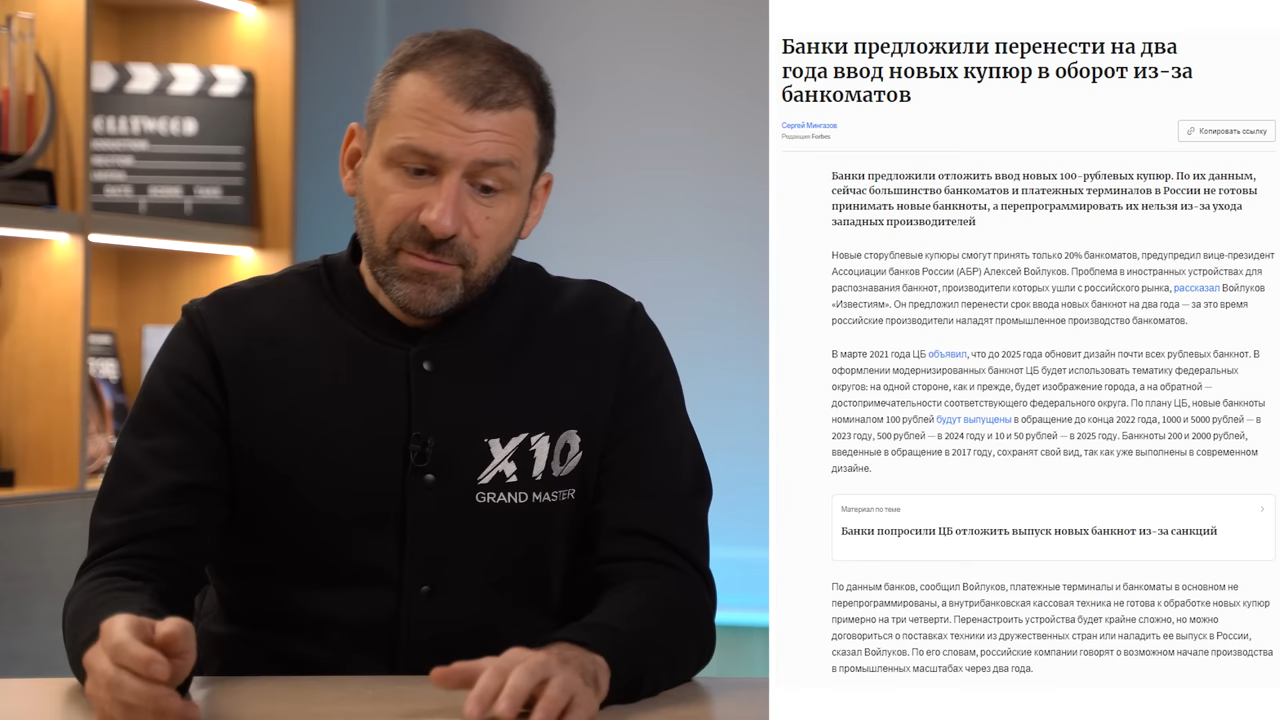 HOLLYWOOD
DATE SCENE TAKE
X10
GRAND MASTER
Банки предложили перенести на два
года ввод новых купюр в оборот из-за
банкоматов
Сергей Мингазов
Редакция Forbes
Копировать ссылку
Банки предложили отложить ввод новых 100-рублевых купюр. По их данным,
сейчас большинство банкоматов и платежных терминалов в России не готовы
принимать новые банкноты, а перепрограммировать их нельзя из-за ухода
западных производителей
Новые сторублевые купюры смогут принять только 20% банкоматов, предупредил вице-президент
Ассоциации банков России (АБР) Алексей Войлуков. Проблема в иностранных устройствах для
распознавания банкнот, производители которых ушли с российского рынка, рассказал Войлуков
«Известиям». Он предложил перенести срок ввода новых банкнот на два года — за это время
российские производители наладят промышленное производство банкоматов.
В марте 2021 года ЦБ объявил, что до 2025 года обновит дизайн почти всех рублевых банкнот. В
оформлении модернизированных банкнот ЦБ будет использовать тематику федеральных
округов: на одной стороне, как и прежде, будет изображение города, а на обратной —
достопримечательности соответствующего федерального округа. По плану ЦБ, новые банкноты
номиналом 100 рублей будут выпущены в обращение до конца 2022 года, 1000 и 5000 рублей — в
2023 году, 500 рублей — в 2024 году и 10 и 50 рублей — в 2025 году. Банкноты 200 и 2000 рублей,
введенные в обращение в 2017 году, сохранят свой вид, так как уже выполнены в современном
дизайне.
Материал по теме
Банки попросили ЦБ отложить выпуск новых банкнот из-за санкций
По данным банков, сообщил Войлуков, платежные терминалы и банкоматы в основном не
перепрограммированы, а внутрибанковская кассовая техника не готова к обработке новых купюр
примерно на три четверти. Перенастроить устройства будет крайне сложно, но можно
договориться о поставках техники из дружественных стран или наладить ее выпуск в России,
сказал Войлуков. По его словам, российские компании говорят о возможном начале производства
в промышленных масштабах через два года.